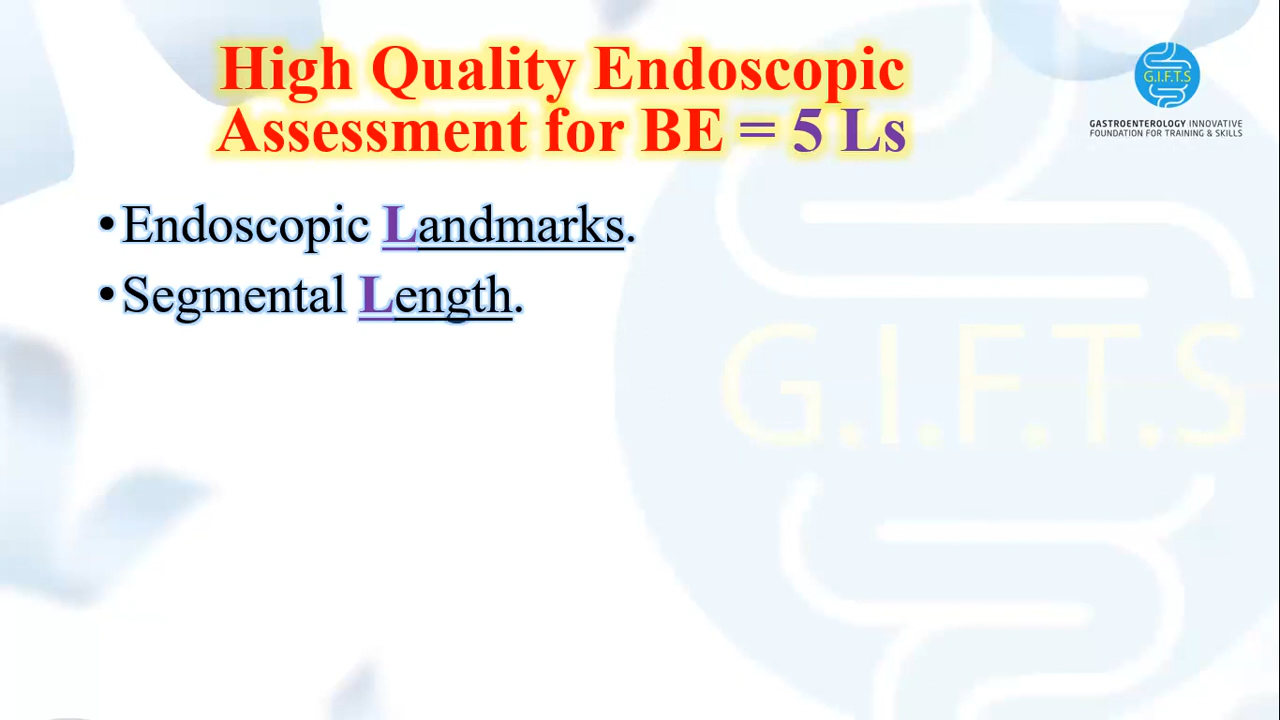 High Quality Endoscopic
Assessment for BE = 5 Ls
G.I.F.T.S
GASTROENTEROLOGY INNOVATIVE
FOUNDATION FOR TRAINING & SKILLS
•Endoscopic Landmarks.
•Segmental Length.
G.I.F.T.S